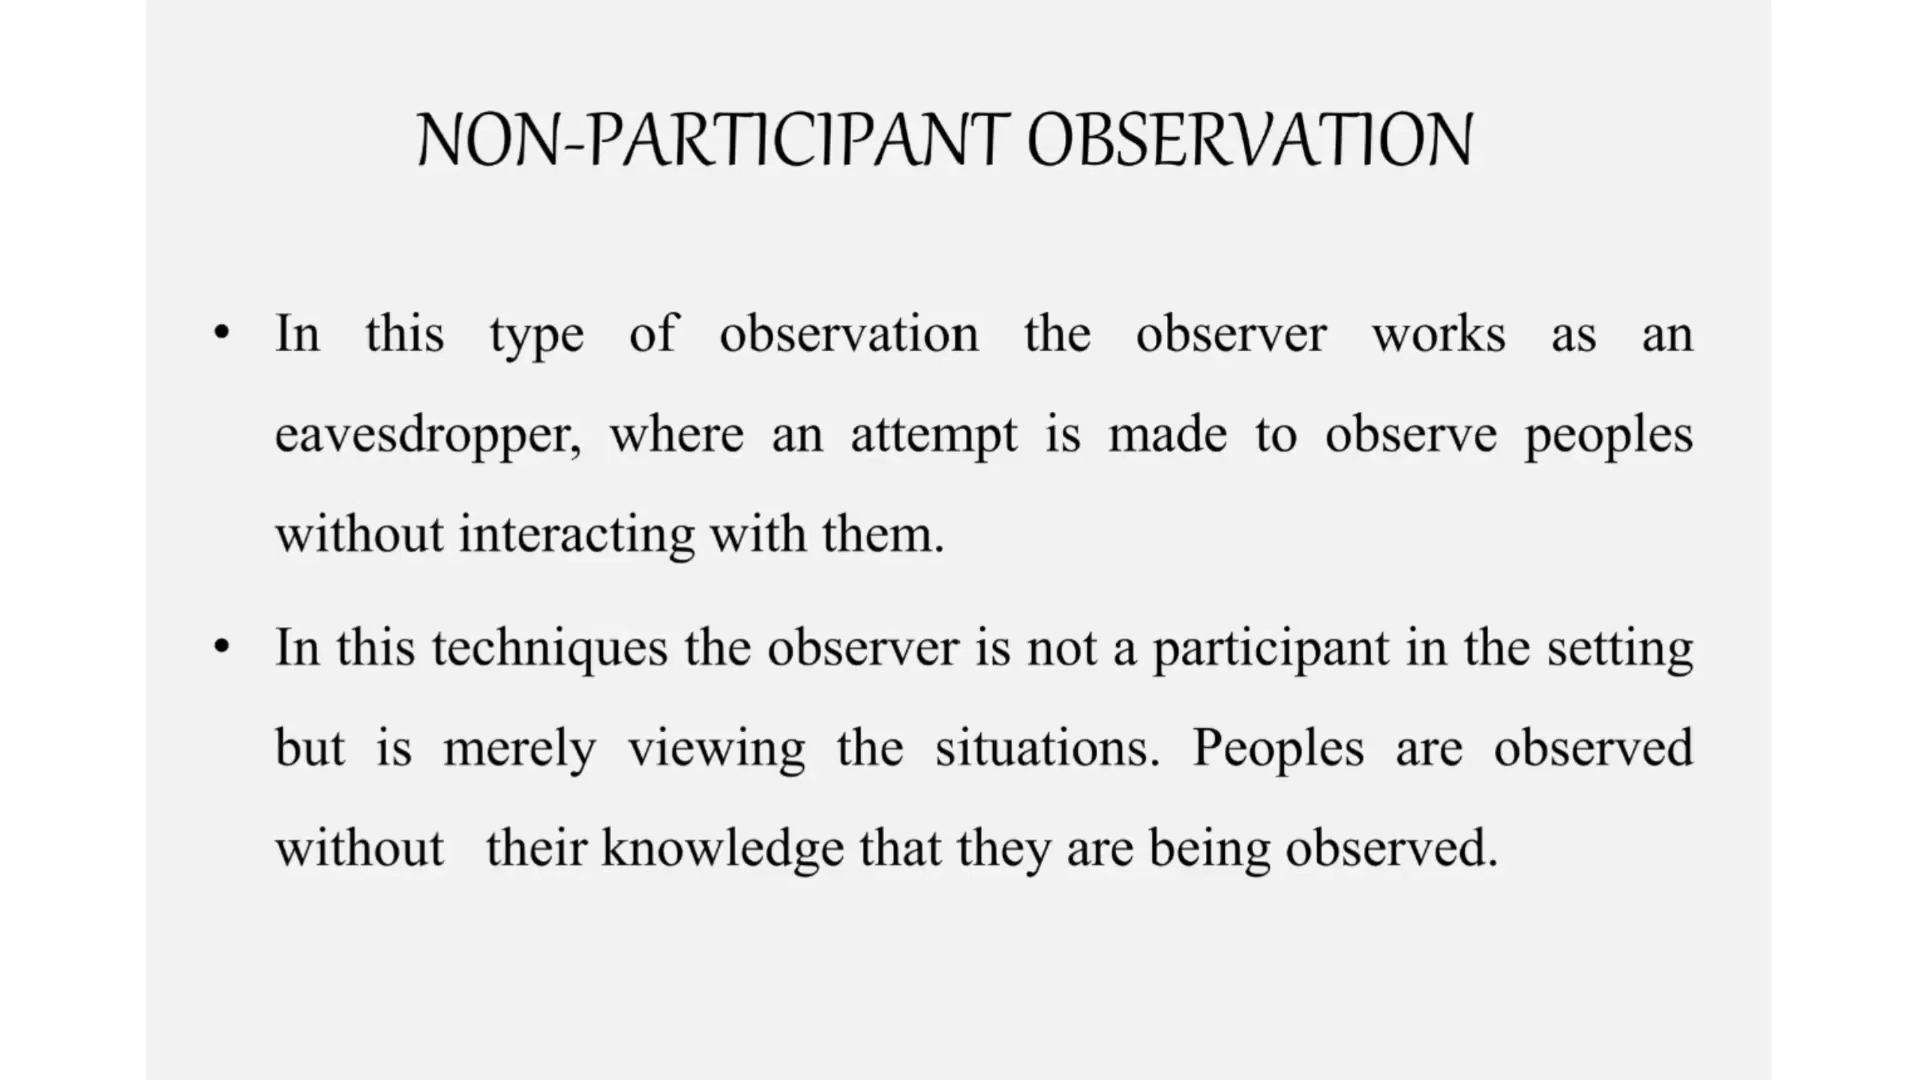 NON-PARTICIPANT OBSERVATION
• In this type of observation the observer works as an
eavesdropper, where an attempt is made to observe peoples
without interacting with them.
• In this techniques the observer is not a participant in the setting
but is merely viewing the situations. Peoples are observed
without their knowledge that they are being observed.